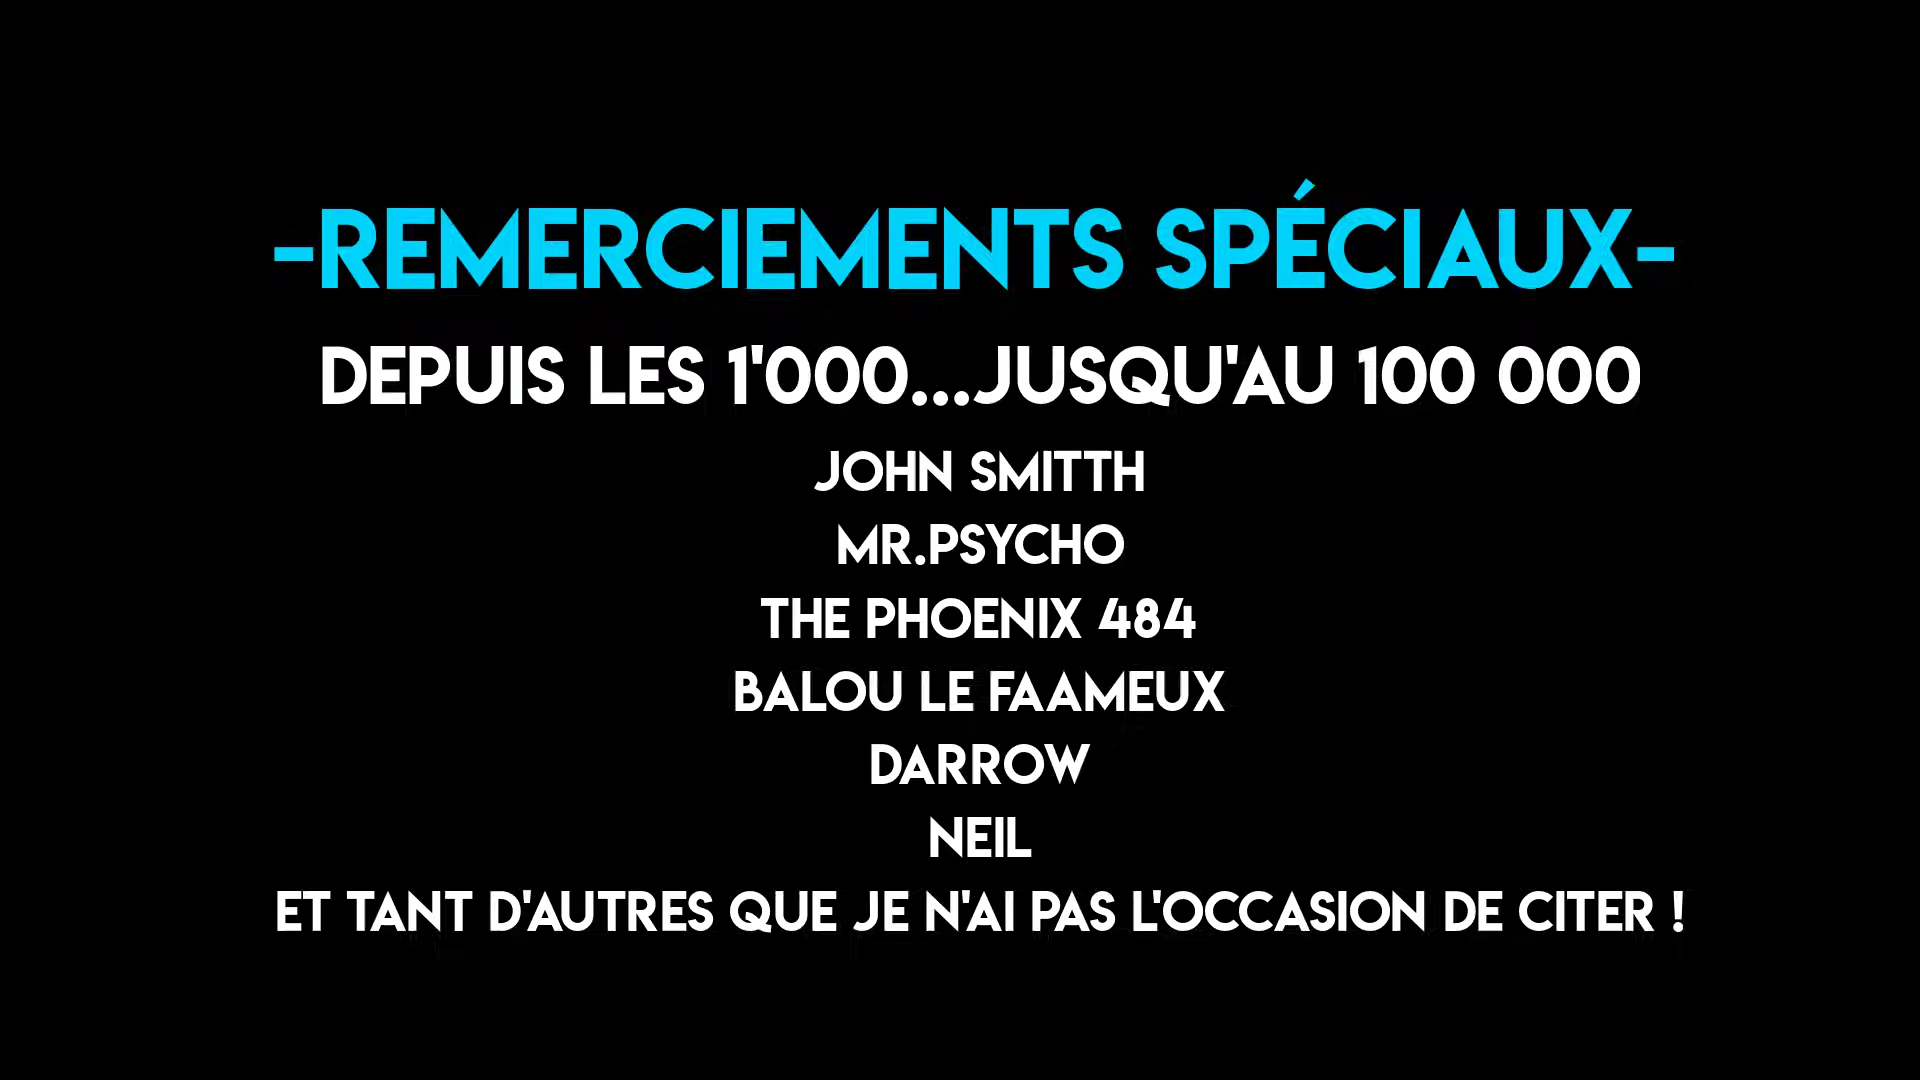 -REMERCIEMENTS SPÉCIAUX-
DEPUIS LES 1'000...JUSQU'AU 100 000
JOHN SMITTH
MR.PSYCHO
THE PHOENIX 484
BALOU LE FAAMEUX
DARROW
NEIL
ET TANT D'AUTRES QUE JE N'AI PAS L'OCCASION DE CITER !